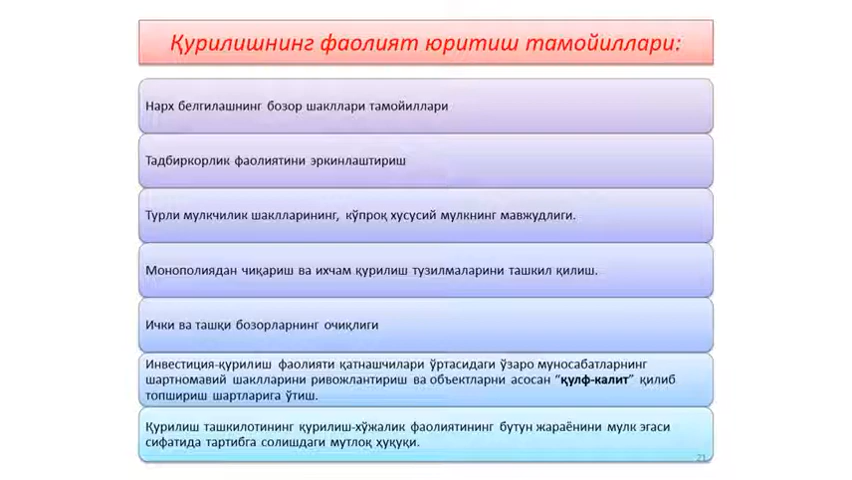 Қурилишнинг фаолият юритиш тамойиллари:
Нарх белгилашнинг бозор шакллари тамойиллари
Тадбиркорлик фаолиятини эркинлаштириш
Турли мулкчилик шаклларининг, кўпроқ хусусий мулкнинг мавжудлиги.
Монополиядан чиқариш ва ихчам қурилиш тузилмаларини ташкил қилиш.
Ички ва ташқи бозорларнинг очиқлиги
Инвестиция-қурилиш фаолияти қатнашчилари ўртасидаги ўзаро муносабатларнинг
шартномавий шаклларини ривожлантириш ва объектларни асосан “қулф-калит” қилиб
топшириш шартларига ўтиш.
Қурилиш ташкилотининг қурилиш-хўжалик фаолиятининг бутун жараёнини мулк эгаси
сифатида тартибга солишдаги мутлоқ ҳуқуқи.
21